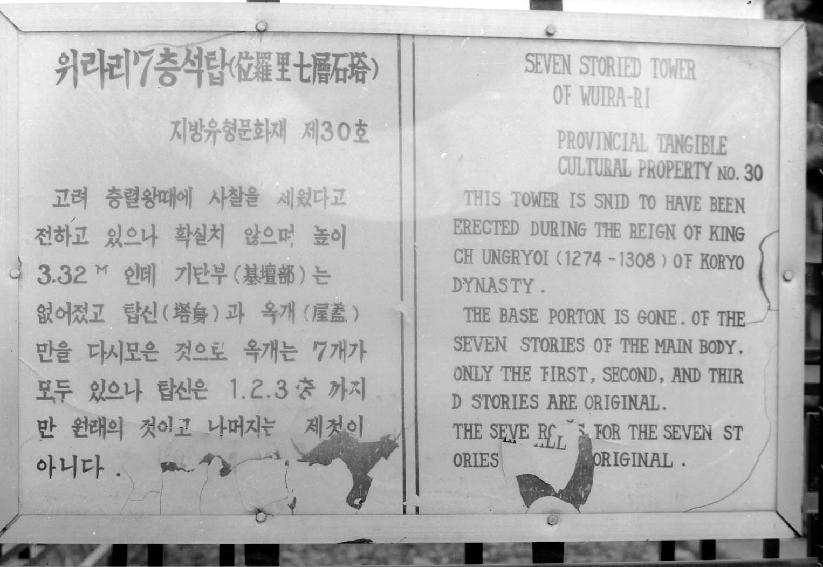 위라리 7층석탑(位羅里七層石塔)
지방유형문화재 제30호
고려 충렬왕때에 사찰을 세웠다고
전하고 있으나 확실치 않으며, 높이
3.32M 인데 기단부(基壇部)는
없어졌고 탑신(塔身)과 옥개(屋蓋)
만을 다시모은 것으로 옥개는 7개가
모두 있으나 탑신은 1.2.3층 까지
만 원래의 것이고 나머지는 제것이
아니다.
SEVEN STORIED TOWER
OF WUIRA-RI
PROVINCIAL TANGIBLE
CULTURAL PROPERTY NO. 30
THIS TOWER IS SNID TO HAVE BEEN
ERECTED DURING THE REIGN OF KING
CH UNGRYOI (1274-1308) OF KORYO
DYNASTY.
THE BASE PORTON IS GONE. OF THE
SEVEN STORIES OF THE MAIN BODY,
ONLY THE FIRST, SECOND, AND THIR
D STORIES ARE ORIGINAL.
THE SEVE FOR THE SEVEN ST
ORIES ORIGINAL.